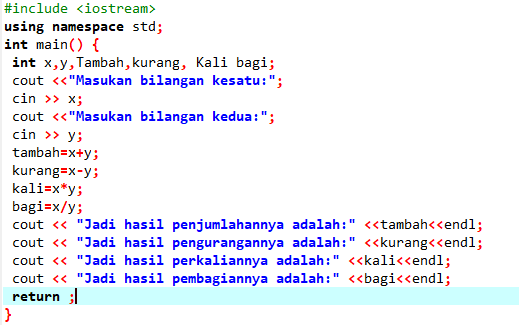 #include <iostream>
using namespace std;
int main() {
int x,y,Tambah,kurang, Kali bagi;
cout <<"Masukan bilangan kesatu:";
cin >> x;
cout <<"Masukan bilangan kedua:";
cin >> y;
tambah=x+y;
kurang=x-y;
kali=x*y;
bagi=x/y;
cout << "Jadi hasil penjumlahannya adalah:" <<tambah<<endl;
cout << "Jadi hasil pengurangannya adalah:" <<kurang<<endl;
cout << "Jadi hasil perkaliannya adalah:" <<kali<<endl;
cout << "Jadi hasil pembagiannya adalah:" <<bagi<<endl;
return ;
}